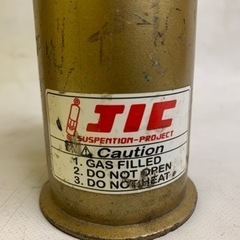 JIC
SUSPENTION-PROJECT
Caution
1. GAS FILLED
2. DO NOT OPEN
3. DO NOT HEAT